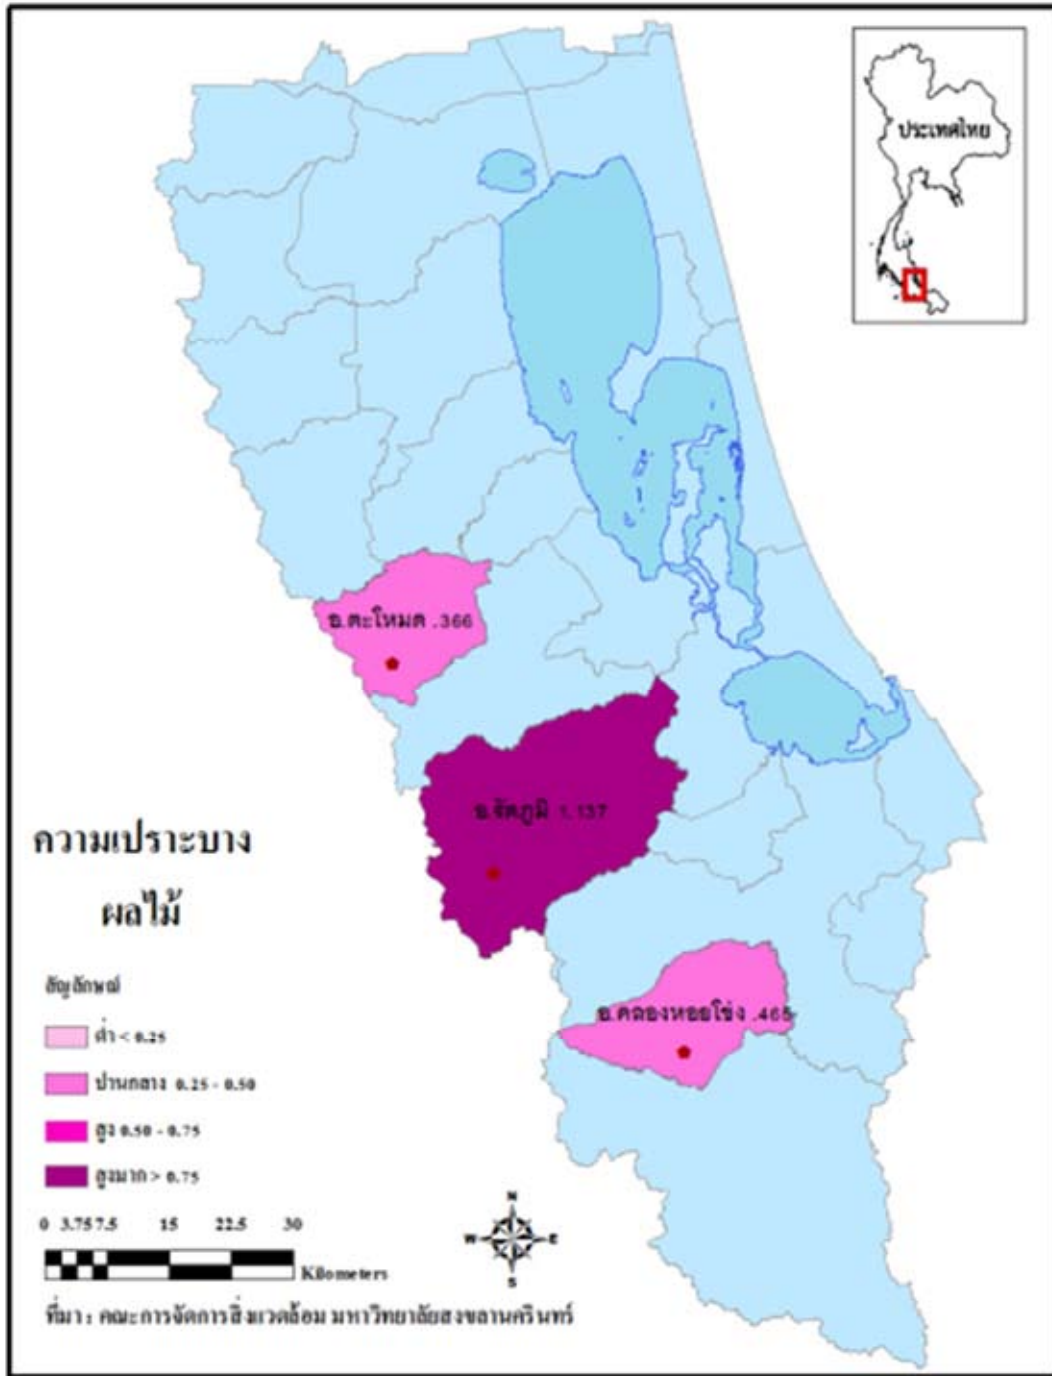 ประเทศไทย
อ.ตะโหมด .366
อ.รัตภูมิ 1.137
อ.คลองหอยโข่ง .465
ความเปราะบาง
ผลไม้
สัญลักษณ์
ต่ำ < 0.25
ปานกลาง 0.25 - 0.50
สูง 0.50 - 0.75
สูงมาก > 0.75
0 3.75 7.5 15 22.5 30
Kilometers
N
W E
S
ที่มา : คณะการจัดการสิ่งแวดล้อม มหาวิทยาลัยสงขลานครินทร์